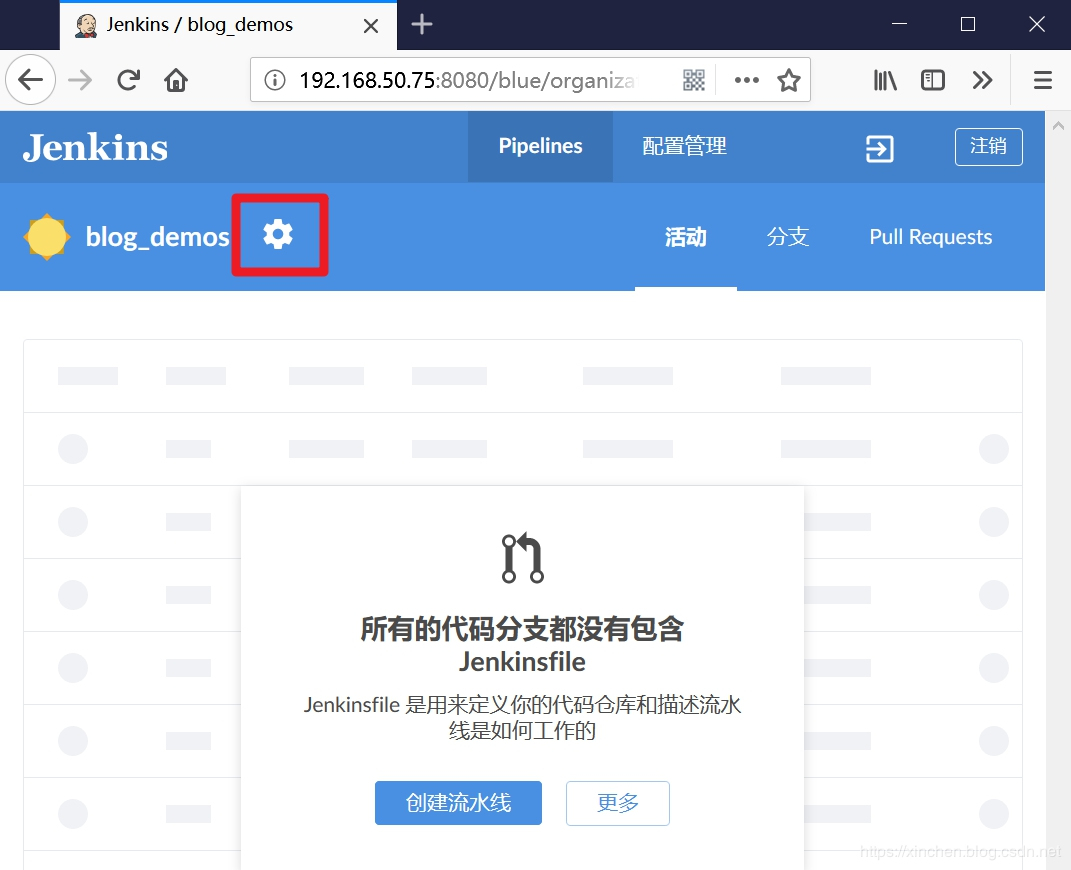 Jenkins / blog_demos
192.168.50.75:8080/blue/organiza
Jenkins
Pipelines
配置管理
注销
blog_demos
活动
分支
Pull Requests
所有的代码分支都没有包含
Jenkinsfile
Jenkinsfile 是用来定义你的代码仓库和描述流水
线是如何工作的
创建流水线
更多
https://xinchen.blog.csdn.net